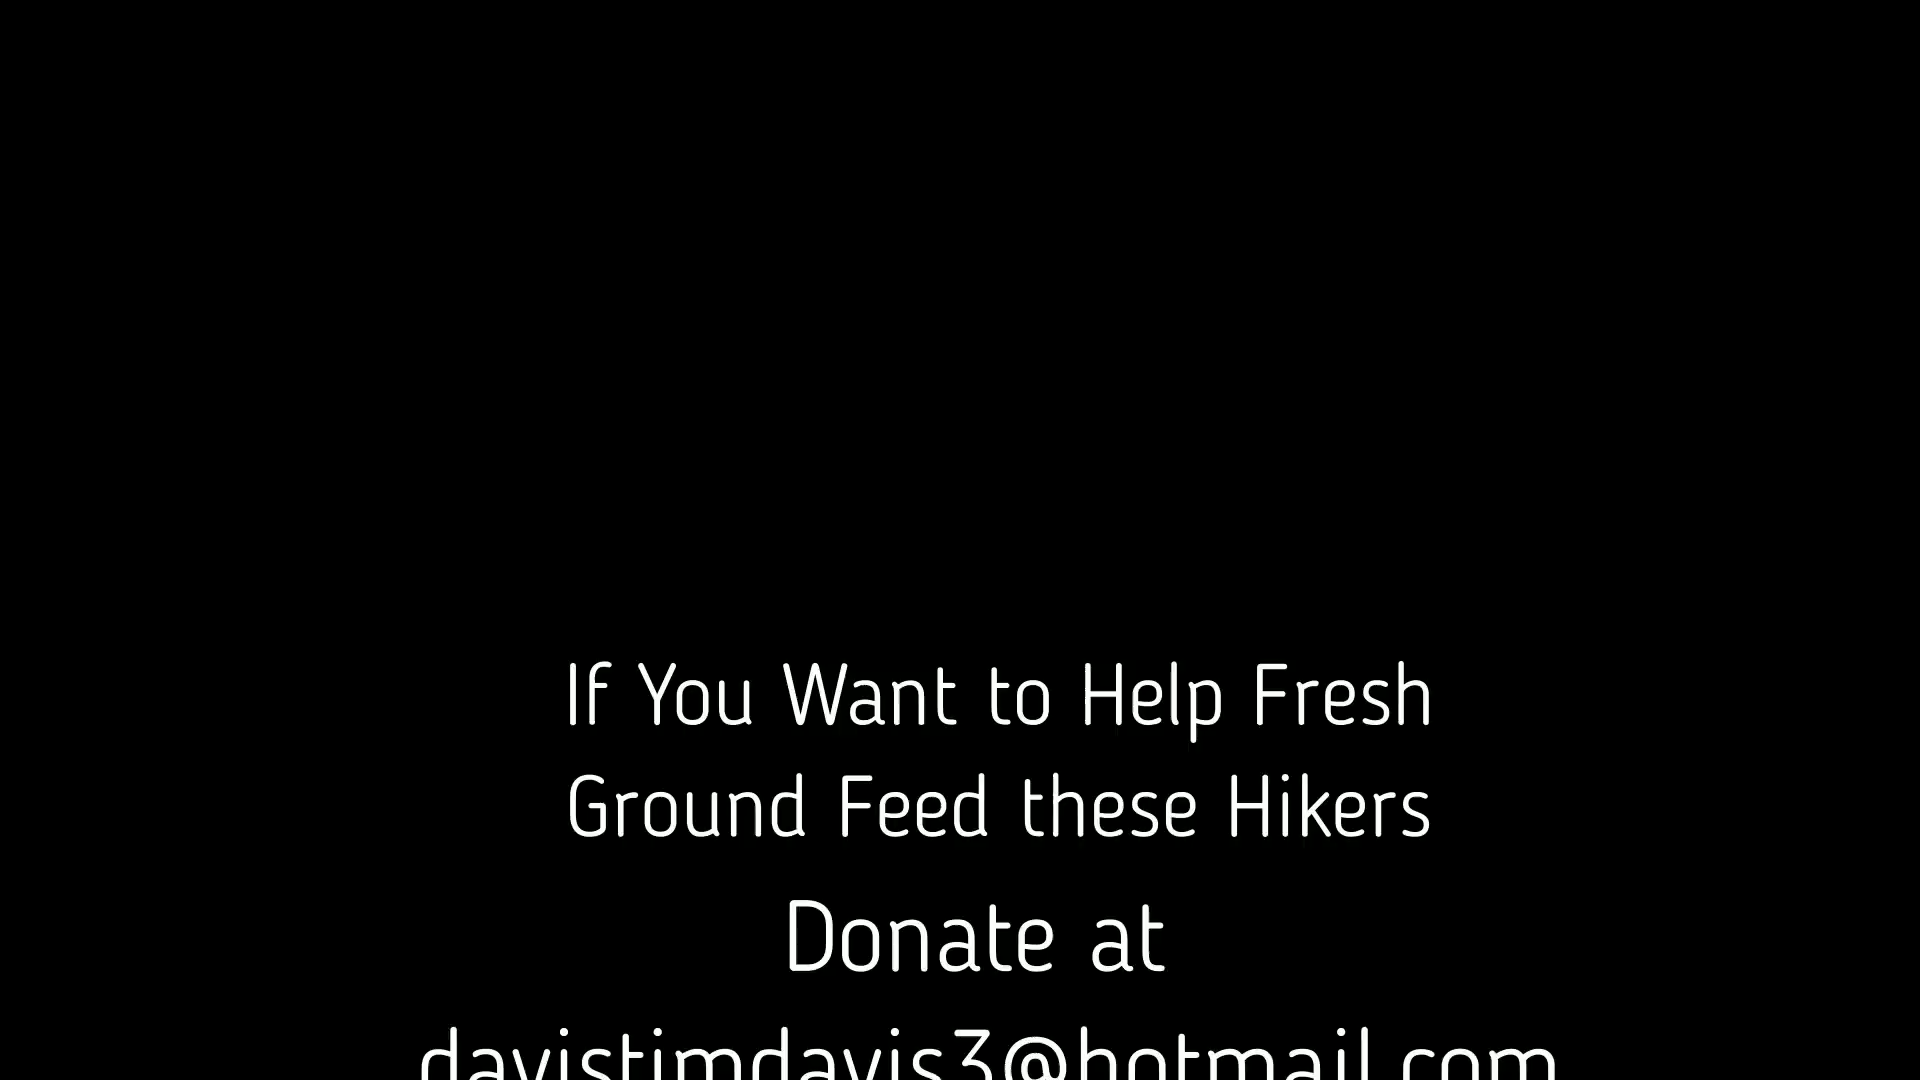 If You Want to Help Fresh
Ground Feed these Hikers
Donate at
davistimdavis3@hotmail.com